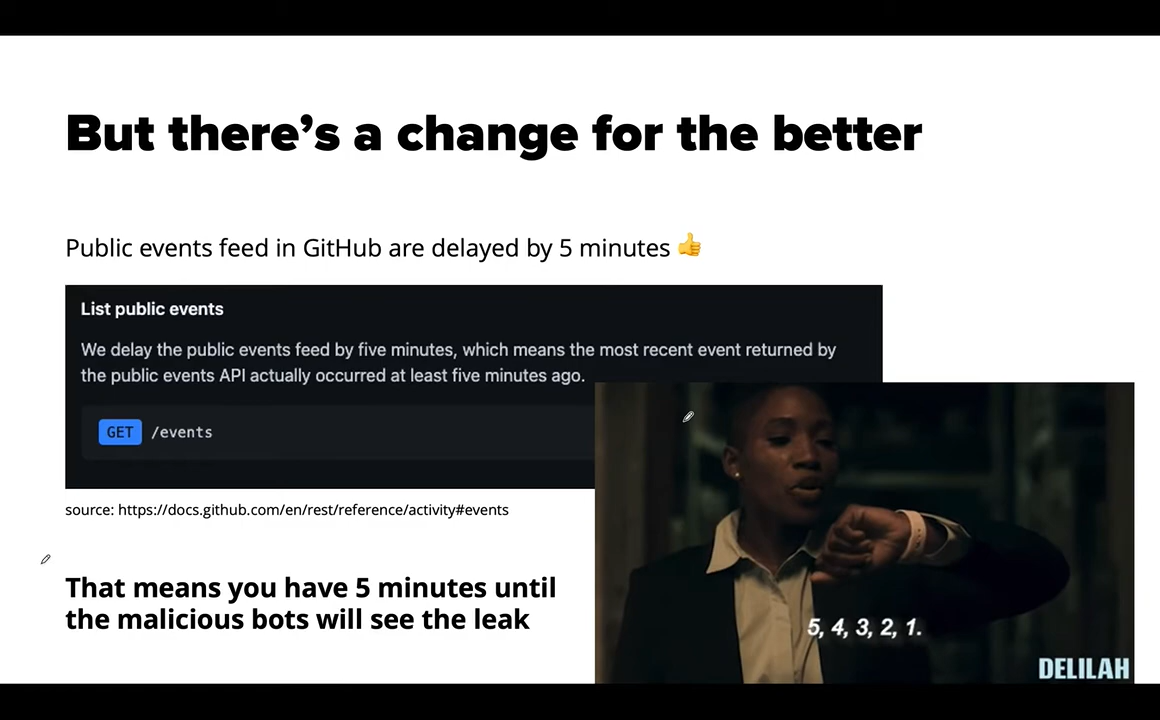 But there’s a change for the better
Public events feed in GitHub are delayed by 5 minutes 👍
List public events
We delay the public events feed by five minutes, which means the most recent event returned by
the public events API actually occurred at least five minutes ago.
GET /events
source: https://docs.github.com/en/rest/reference/activity#events
That means you have 5 minutes until
the malicious bots will see the leak
5, 4, 3, 2, 1.
DELILAH